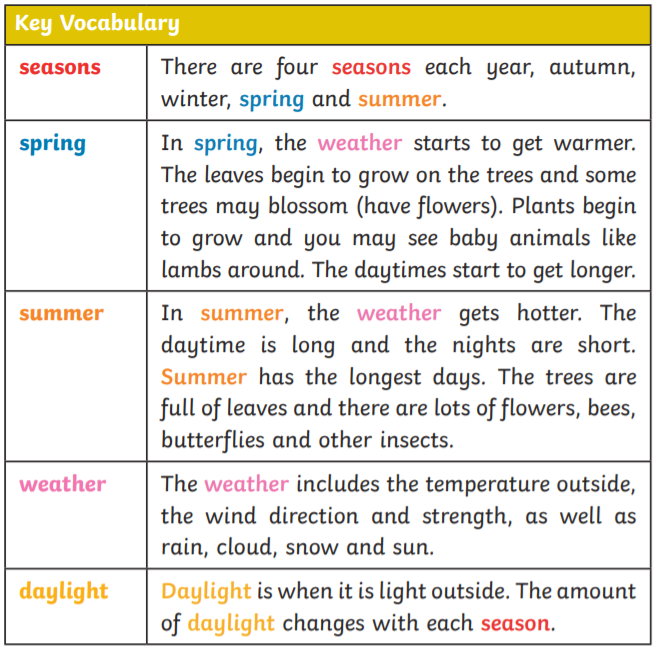 Key Vocabulary
seasons
There are four seasons each year, autumn,
winter, spring and summer.
spring
In spring, the weather starts to get warmer.
The leaves begin to grow on the trees and some
trees may blossom (have flowers). Plants begin
to grow and you may see baby animals like
lambs around. The daytimes start to get longer.
summer
In summer, the weather gets hotter. The
daytime is long and the nights are short.
Summer has the longest days. The trees are
full of leaves and there are lots of flowers, bees,
butterflies and other insects.
weather
The weather includes the temperature outside,
the wind direction and strength, as well as
rain, cloud, snow and sun.
daylight
Daylight is when it is light outside. The amount
of daylight changes with each season.